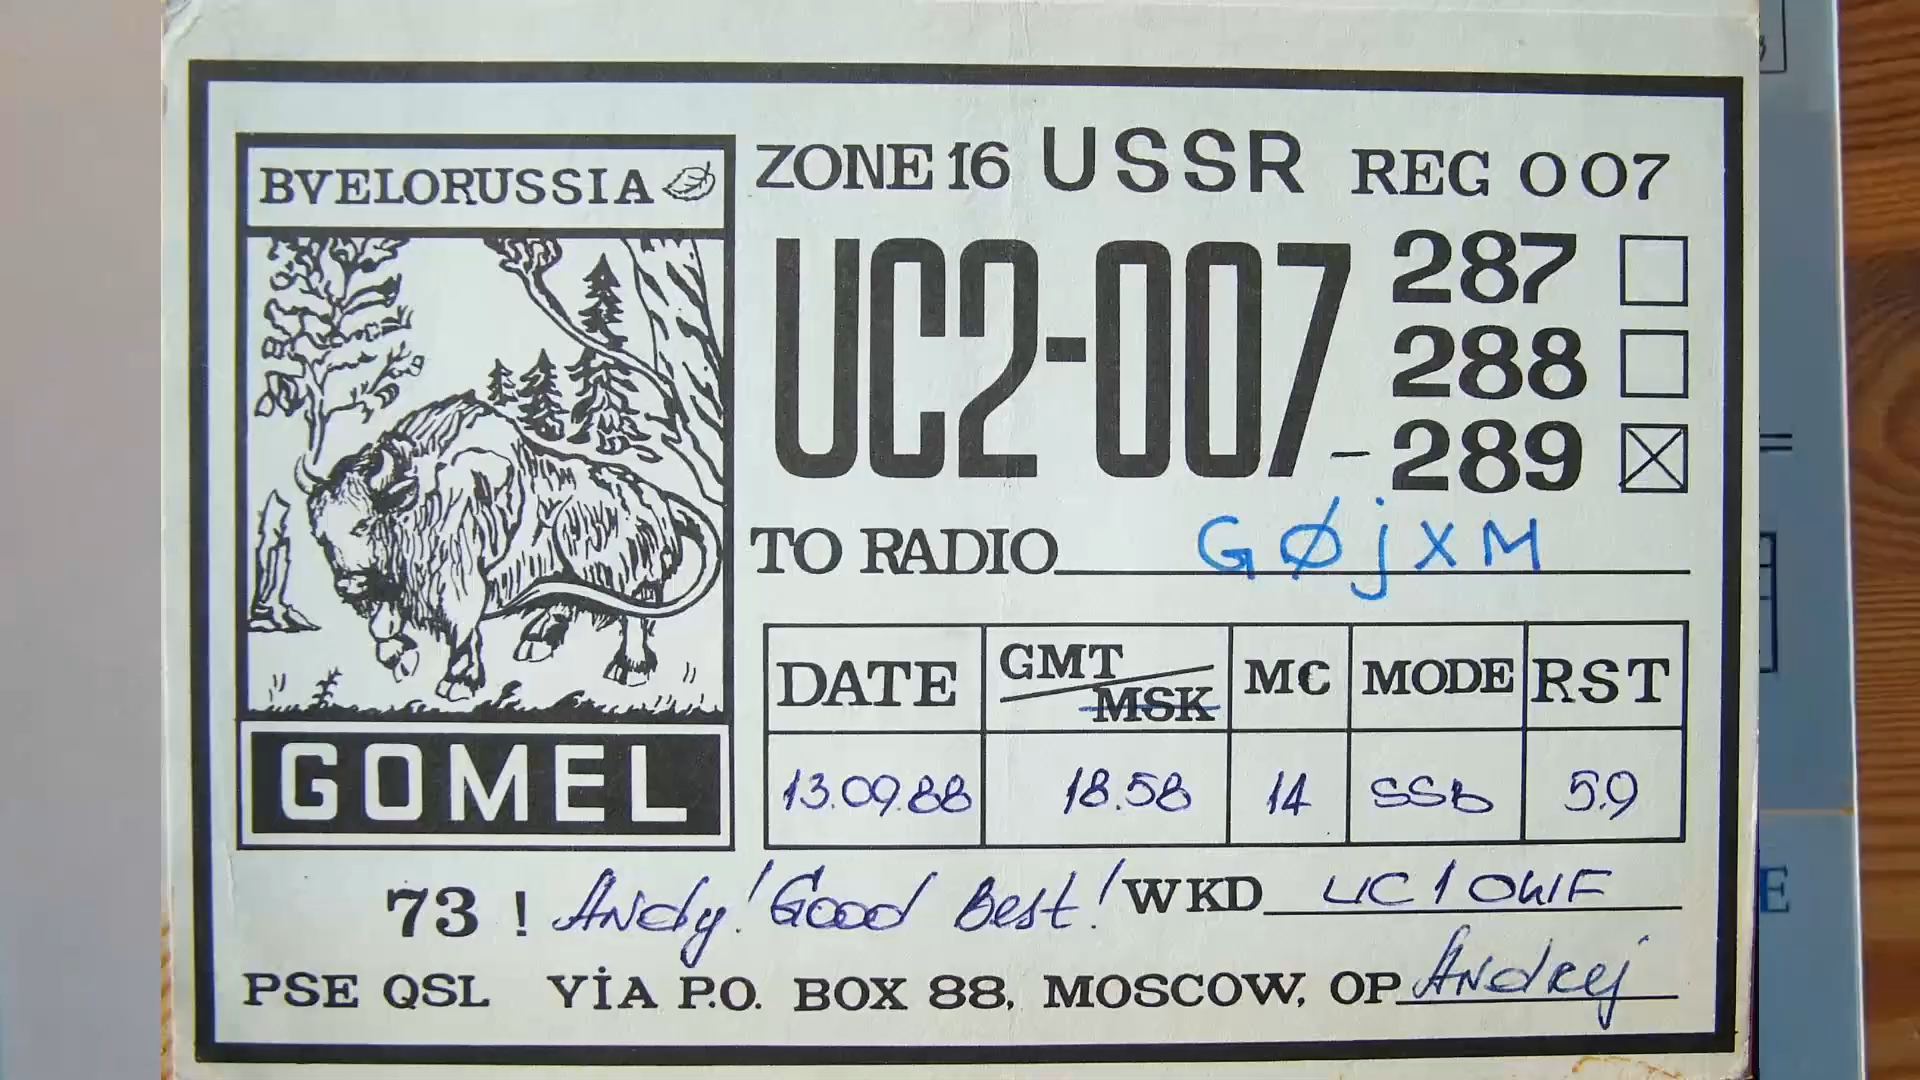 BVELORUSSIA
GOMEL
ZONE 16 USSR REG 007
UC2-007-
287
288
289
TO RADIO GØjXM
DATE GMT/MSK MC MODE RST
13.09.88 18.58 14 SSB 59
73 ! Andy! Good Best! WKD UC1OWF
PSE QSL VIA P.O. BOX 88, MOSCOW, OP Andrej
E